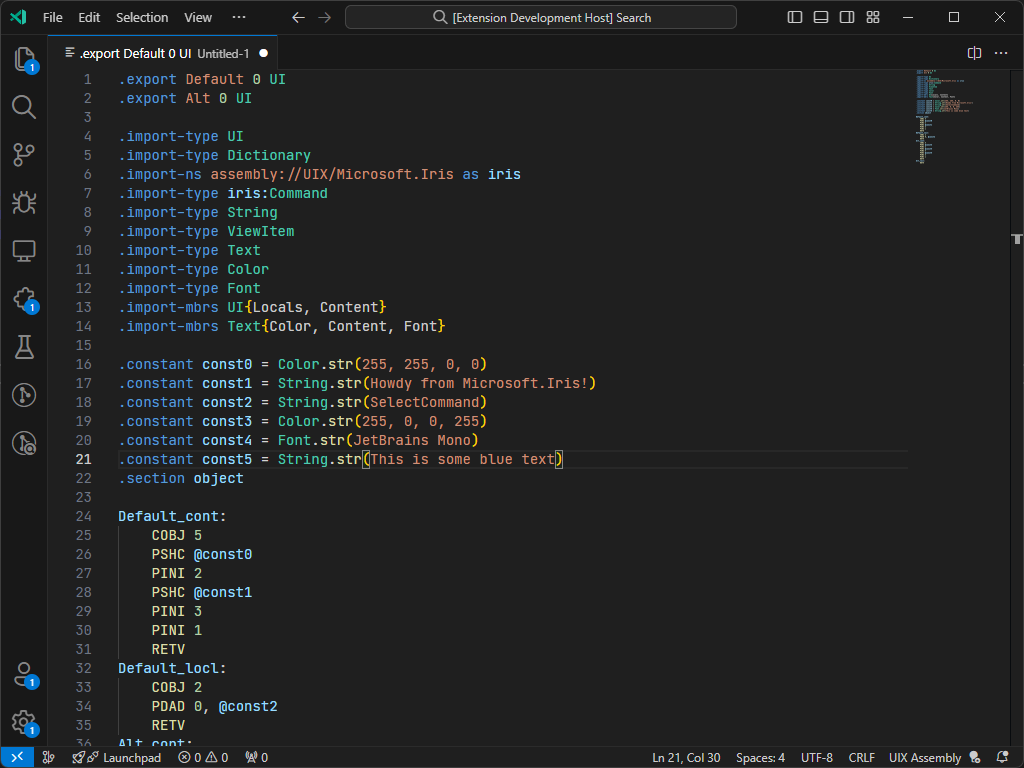 File Edit Selection View ··· [Extension Development Host] Search
.export Default 0 UI Untitled-1
1 .export Default 0 UI
2 .export Alt 0 UI
3
4 .import-type UI
5 .import-type Dictionary
6 .import-ns assembly://UIX/Microsoft.Iris as iris
7 .import-type iris:Command
8 .import-type String
9 .import-type ViewItem
10 .import-type Text
11 .import-type Color
12 .import-type Font
13 .import-mbrs UI{Locals, Content}
14 .import-mbrs Text{Color, Content, Font}
15
16 .constant const0 = Color.str(255, 255, 0, 0)
17 .constant const1 = String.str(Howdy from Microsoft.Iris!)
18 .constant const2 = String.str(SelectCommand)
19 .constant const3 = Color.str(255, 0, 0, 255)
20 .constant const4 = Font.str(JetBrains Mono)
21 .constant const5 = String.str(This is some blue text)
22 .section object
23
24 Default_cont:
25 COBJ 5
26 PSHC @const0
27 PINI 2
28 PSHC @const1
29 PINI 3
30 PINI 1
31 RETV
32 Default_locl:
33 COBJ 2
34 PDAD 0, @const2
35 RETV
36 Alt_cont:
1
1
1
1
Launchpad 0 0 0 Ln 21, Col 30 Spaces: 4 UTF-8 CRLF UIX Assembly